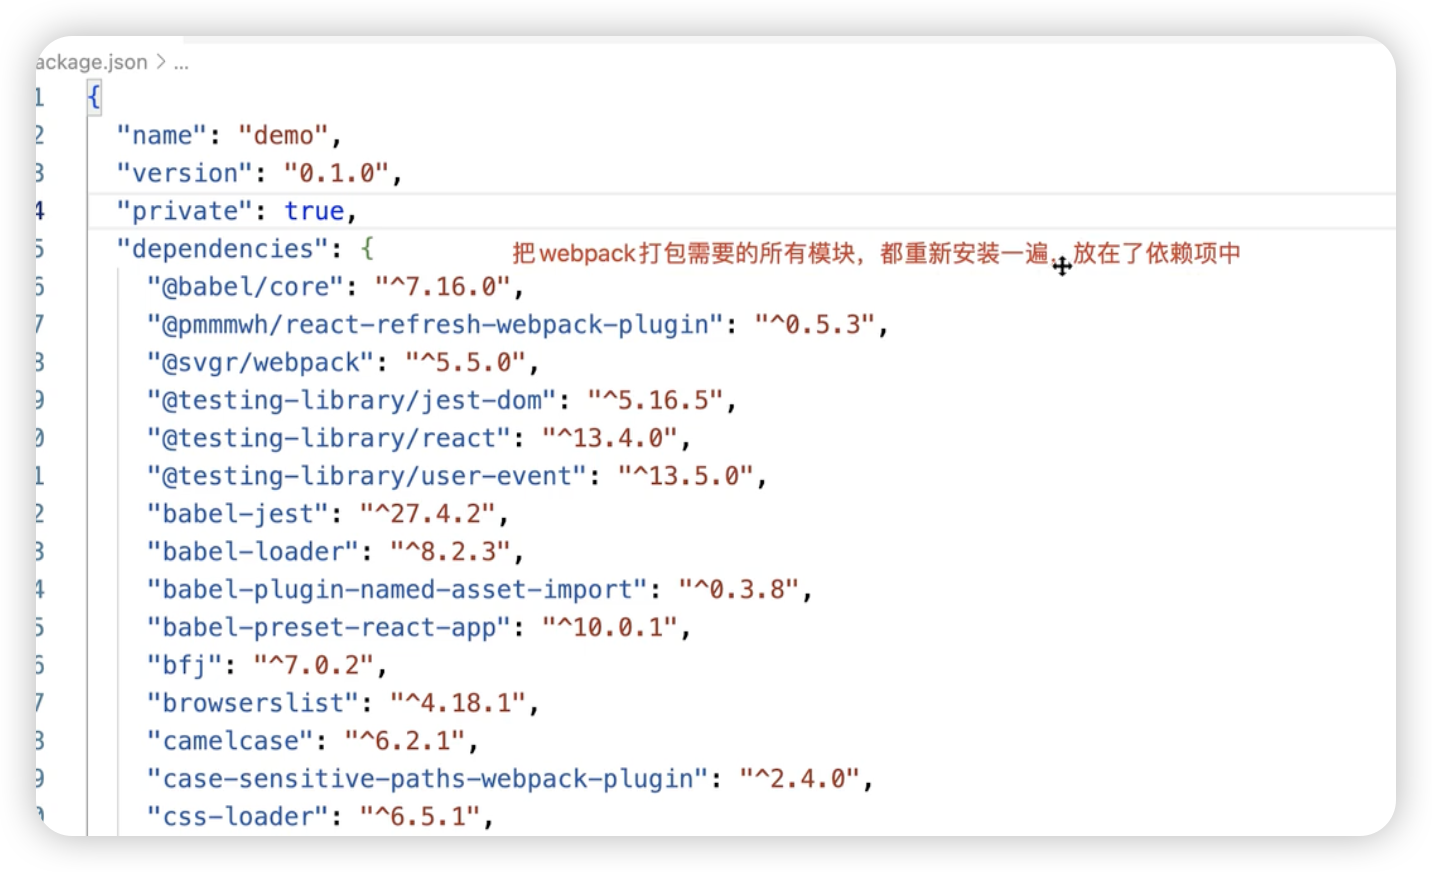 ackage.json > ...
1 {
2 "name": "demo",
3 "version": "0.1.0",
4 "private": true,
5 "dependencies": { 把webpack打包需要的所有模块，都重新安装一遍，放在了依赖项中
6 "@babel/core": "^7.16.0",
7 "@pmmmwh/react-refresh-webpack-plugin": "^0.5.3",
8 "@svgr/webpack": "^5.5.0",
9 "@testing-library/jest-dom": "^5.16.5",
0 "@testing-library/react": "^13.4.0",
1 "@testing-library/user-event": "^13.5.0",
2 "babel-jest": "^27.4.2",
3 "babel-loader": "^8.2.3",
4 "babel-plugin-named-asset-import": "^0.3.8",
5 "babel-preset-react-app": "^10.0.1",
6 "bfj": "^7.0.2",
7 "browserslist": "^4.18.1",
8 "camelcase": "^6.2.1",
9 "case-sensitive-paths-webpack-plugin": "^2.4.0",
0 "css-loader": "^6.5.1",